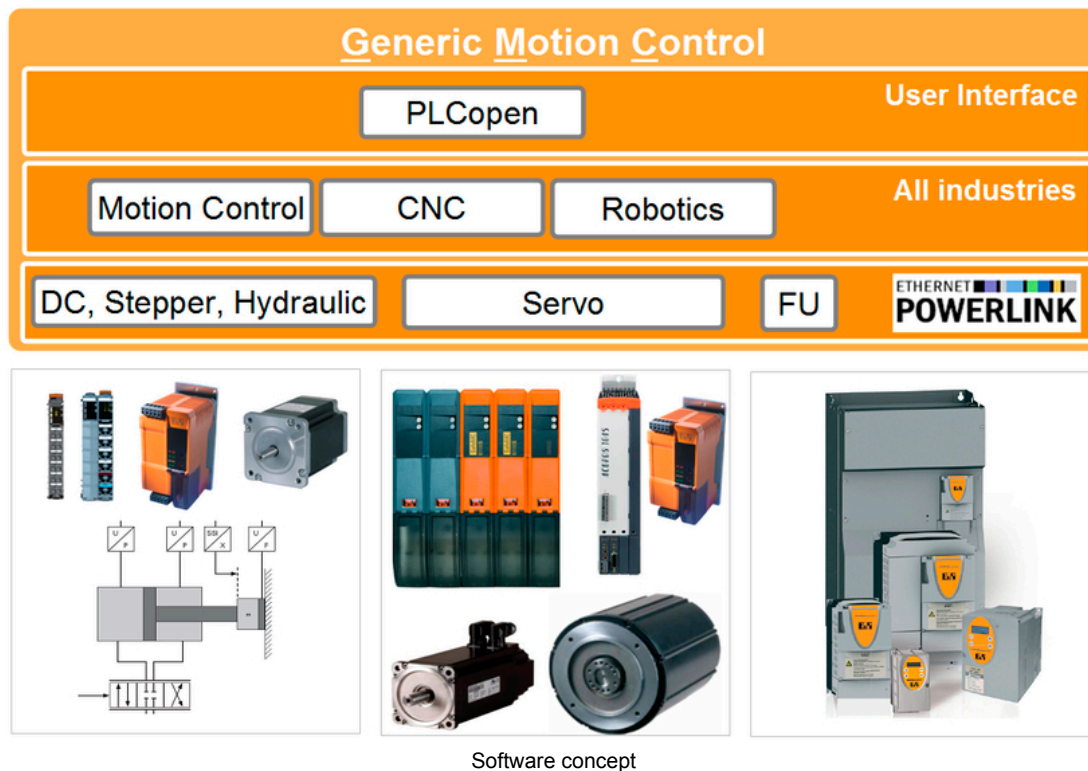 Generic Motion Control
User Interface
PLCopen
All industries
Motion Control
CNC
Robotics
DC, Stepper, Hydraulic
Servo
FU
ETHERNET
POWERLINK
U
P
U
P
SSI
X
U
F
Software concept